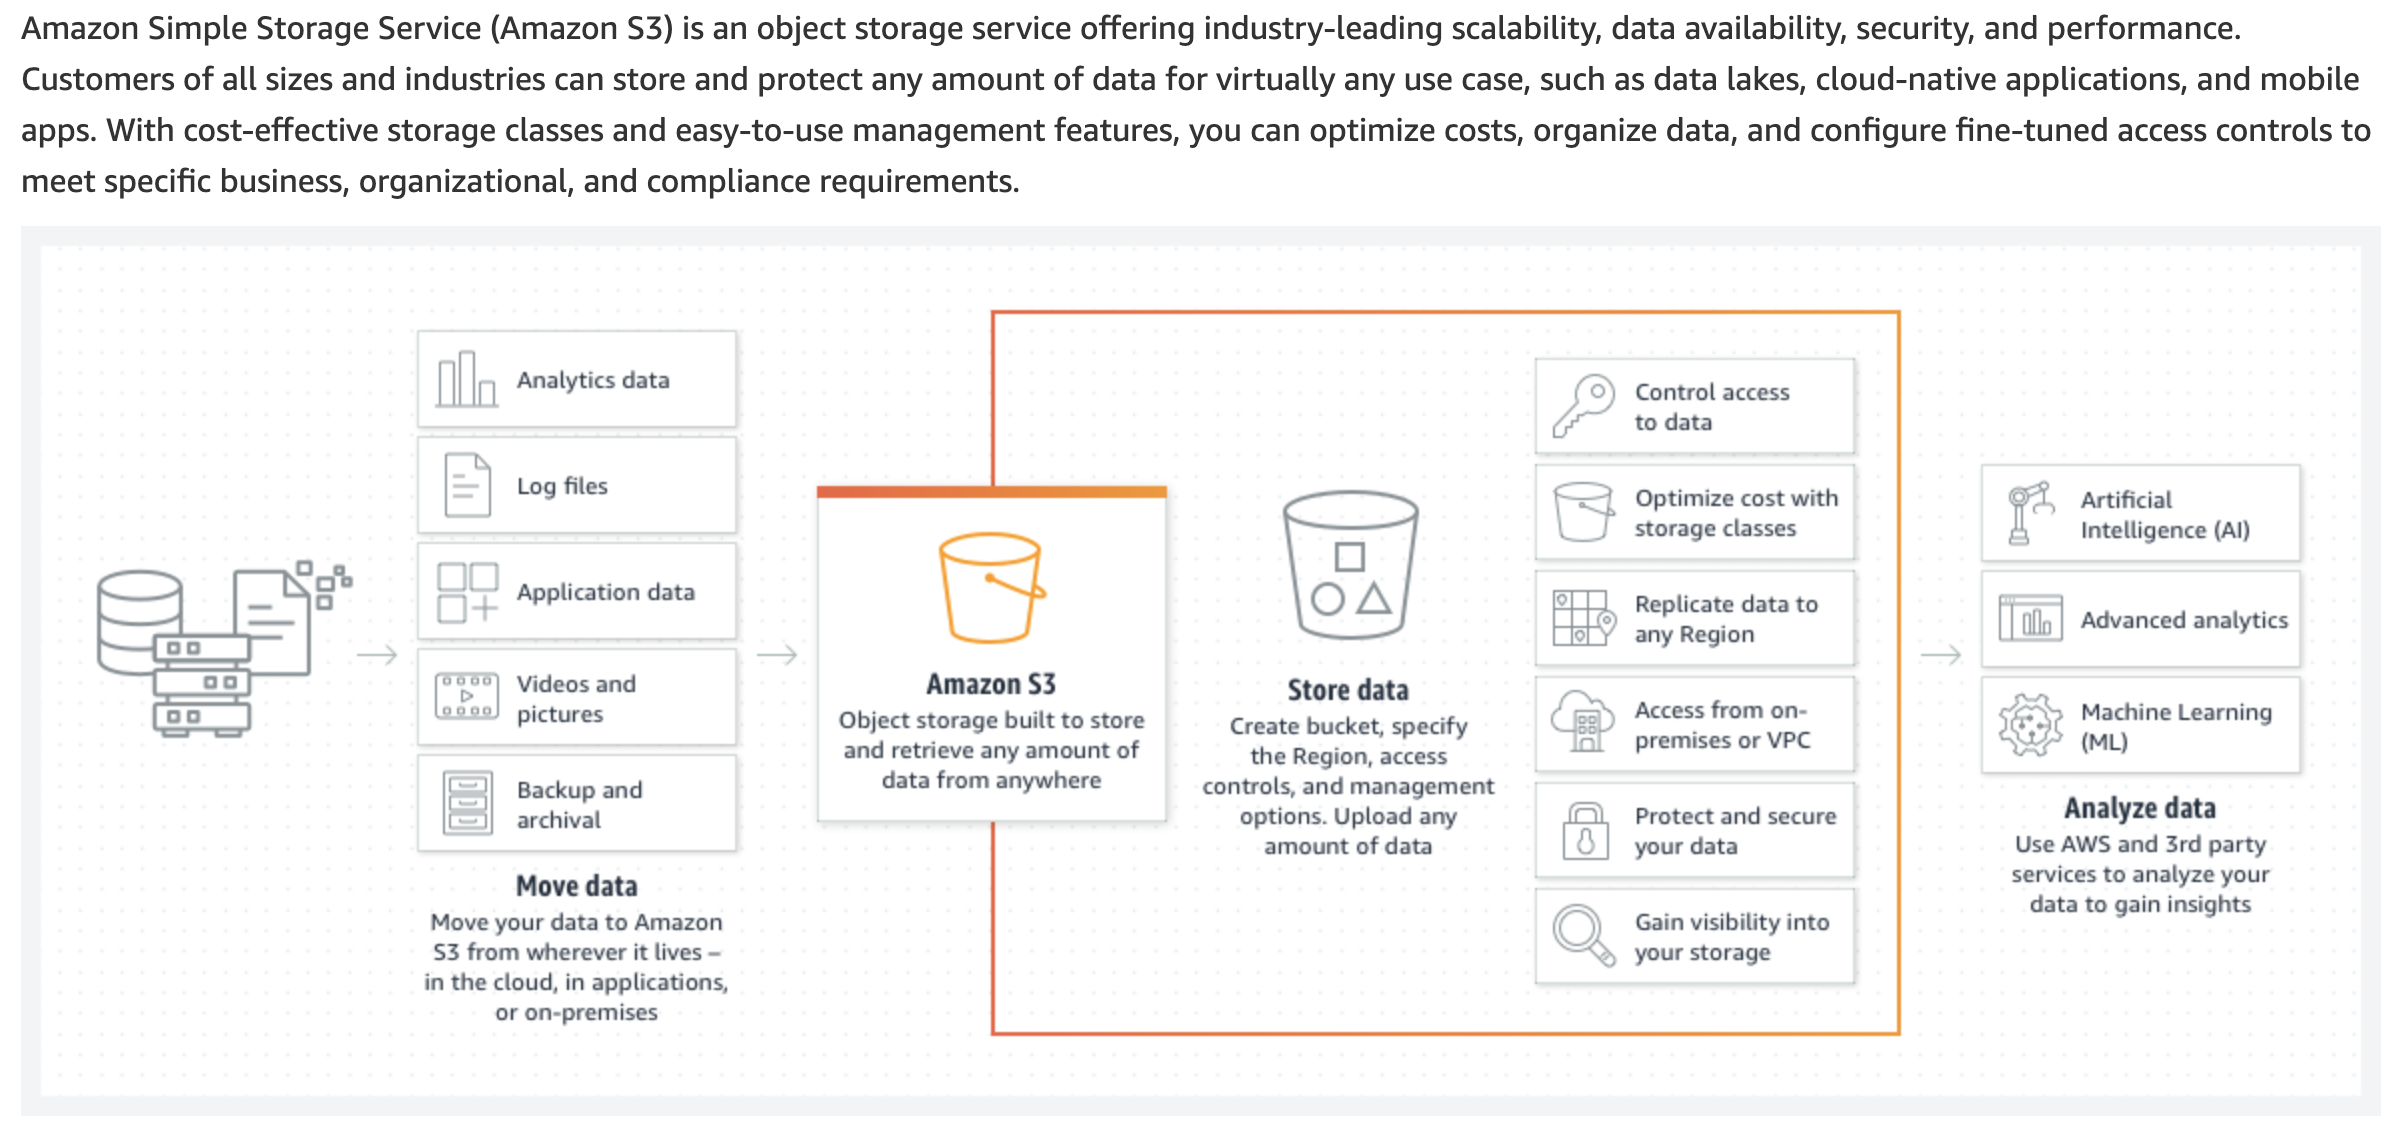 Amazon Simple Storage Service (Amazon S3) is an object storage service offering industry-leading scalability, data availability, security, and performance.
Customers of all sizes and industries can store and protect any amount of data for virtually any use case, such as data lakes, cloud-native applications, and mobile
apps. With cost-effective storage classes and easy-to-use management features, you can optimize costs, organize data, and configure fine-tuned access controls to
meet specific business, organizational, and compliance requirements.
Analytics data
Log files
Application data
Videos and
pictures
Backup and
archival
Move data
Move your data to Amazon
S3 from wherever it lives –
in the cloud, in applications,
or on-premises
Amazon S3
Object storage built to store
and retrieve any amount of
data from anywhere
Store data
Create bucket, specify
the Region, access
controls, and management
options. Upload any
amount of data
Control access
to data
Optimize cost with
storage classes
Replicate data to
any Region
Access from on-
premises or VPC
Protect and secure
your data
Gain visibility into
your storage
Artificial
Intelligence (AI)
Advanced analytics
Machine Learning
(ML)
Analyze data
Use AWS and 3rd party
services to analyze your
data to gain insights